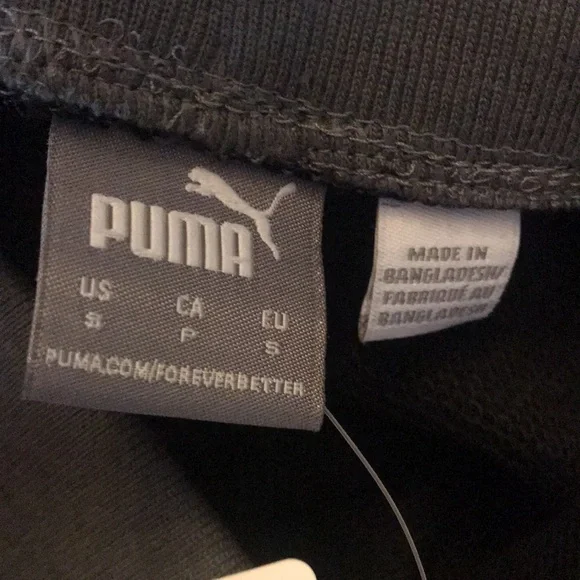 PUMA
US CA EU
S P S
PUMA.COM/FOREVERBETTER
MADE IN
BANGLADESH/
FABRIQUÉ AU
BANGLADESH